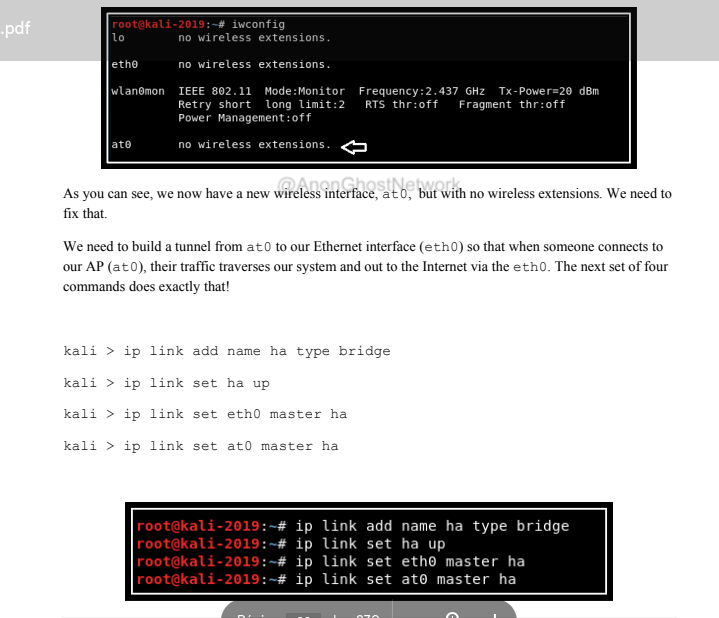 .pdf
root@kali-2019:~# iwconfig
lo        no wireless extensions.
eth0      no wireless extensions.
wlan0mon  IEEE 802.11  Mode:Monitor  Frequency:2.437 GHz  Tx-Power=20 dBm
          Retry short  long limit:2   RTS thr:off   Fragment thr:off
          Power Management:off
at0       no wireless extensions.
@AnonGhostNetwork
As you can see, we now have a new wireless interface, at0, but with no wireless extensions. We need to
fix that.
We need to build a tunnel from at0 to our Ethernet interface (eth0) so that when someone connects to
our AP (at0), their traffic traverses our system and out to the Internet via the eth0. The next set of four
commands does exactly that!
kali > ip link add name ha type bridge
kali > ip link set ha up
kali > ip link set eth0 master ha
kali > ip link set at0 master ha
root@kali-2019:~# ip link add name ha type bridge
root@kali-2019:~# ip link set ha up
root@kali-2019:~# ip link set eth0 master ha
root@kali-2019:~# ip link set at0 master ha